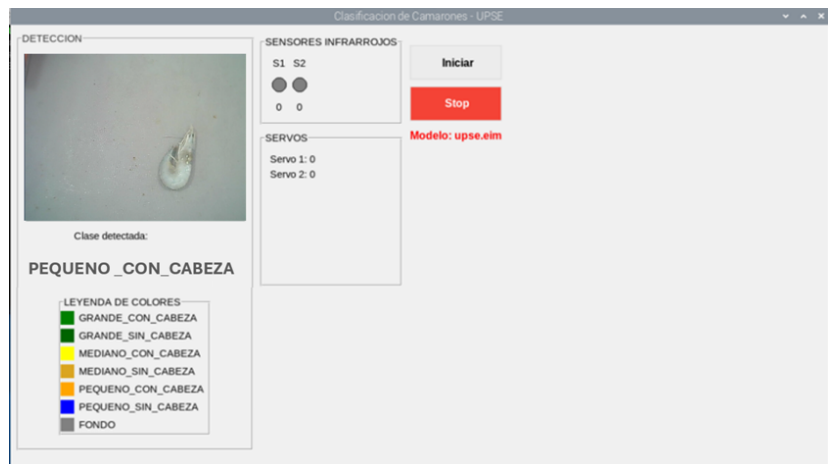 Clasificacion de Camarones - UPSE
DETECCION
Clase detectada:
PEQUENO _CON_CABEZA
LEYENDA DE COLORES
GRANDE_CON_CABEZA
GRANDE_SIN_CABEZA
MEDIANO_CON_CABEZA
MEDIANO_SIN_CABEZA
PEQUENO_CON_CABEZA
PEQUENO_SIN_CABEZA
FONDO
SENSORES INFRARROJOS
S1 S2
0 0
SERVOS
Servo 1: 0
Servo 2: 0
Iniciar
Stop
Modelo: upse.eim